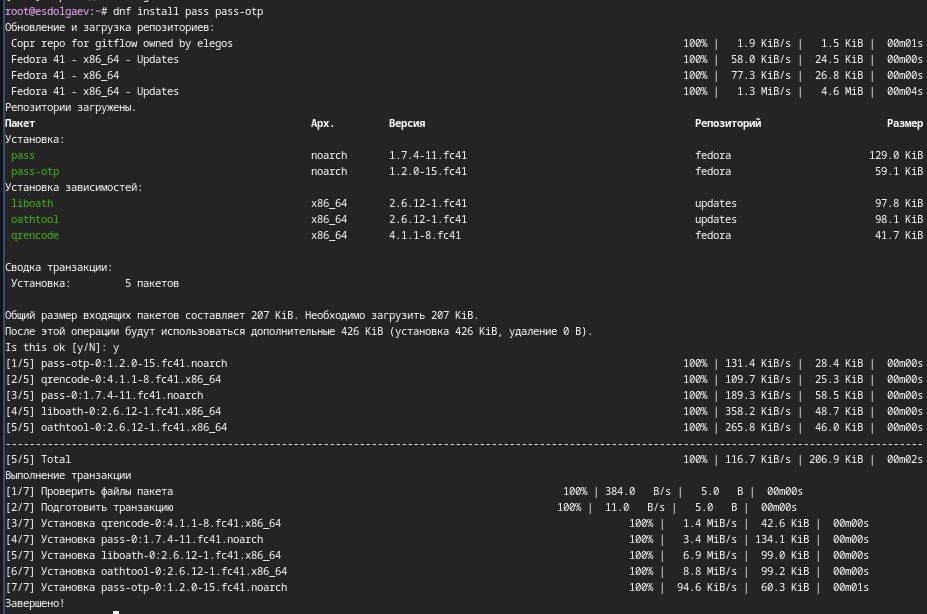 root@esdolgaev:~# dnf install pass pass-otp
Обновление и загрузка репозиториев:
Copr repo for gitflow owned by elegos 100% | 1.9 KiB/s | 1.5 KiB | 00m01s
Fedora 41 - x86_64 - Updates 100% | 58.0 KiB/s | 24.5 KiB | 00m00s
Fedora 41 - x86_64 100% | 77.3 KiB/s | 26.8 KiB | 00m00s
Fedora 41 - x86_64 - Updates 100% | 1.3 MiB/s | 4.6 MiB | 00m04s
Репозитории загружены.
Пакет Арх. Версия Репозиторий Размер
Установка:
pass noarch 1.7.4-11.fc41 fedora 129.0 KiB
pass-otp noarch 1.2.0-15.fc41 fedora 59.1 KiB
Установка зависимостей:
liboath x86_64 2.6.12-1.fc41 updates 97.8 KiB
oathtool x86_64 2.6.12-1.fc41 updates 98.1 KiB
qrencode x86_64 4.1.1-8.fc41 fedora 41.7 KiB
Сводка транзакции:
Установка: 5 пакетов
Общий размер входящих пакетов составляет 207 KiB. Необходимо загрузить 207 KiB.
После этой операции будут использоваться дополнительные 426 KiB (установка 426 KiB, удаление 0 B).
Is this ok [y/N]: y
[1/5] pass-otp-0:1.2.0-15.fc41.noarch 100% | 131.4 KiB/s | 28.4 KiB | 00m00s
[2/5] qrencode-0:4.1.1-8.fc41.x86_64 100% | 109.7 KiB/s | 25.3 KiB | 00m00s
[3/5] pass-0:1.7.4-11.fc41.noarch 100% | 189.3 KiB/s | 58.5 KiB | 00m00s
[4/5] liboath-0:2.6.12-1.fc41.x86_64 100% | 358.2 KiB/s | 48.7 KiB | 00m00s
[5/5] oathtool-0:2.6.12-1.fc41.x86_64 100% | 265.8 KiB/s | 46.0 KiB | 00m00s
---------------------------------------------------------------------------------------------------------------------------------------------------------
[5/5] Total 100% | 116.7 KiB/s | 206.9 KiB | 00m02s
Выполнение транзакции
[1/7] Проверить файлы пакета 100% | 384.0 B/s | 5.0 B | 00m00s
[2/7] Подготовить транзакцию 100% | 11.0 B/s | 5.0 B | 00m00s
[3/7] Установка qrencode-0:4.1.1-8.fc41.x86_64 100% | 1.4 MiB/s | 42.6 KiB | 00m00s
[4/7] Установка pass-0:1.7.4-11.fc41.noarch 100% | 3.4 MiB/s | 134.1 KiB | 00m00s
[5/7] Установка liboath-0:2.6.12-1.fc41.x86_64 100% | 6.9 MiB/s | 99.0 KiB | 00m00s
[6/7] Установка oathtool-0:2.6.12-1.fc41.x86_64 100% | 8.8 MiB/s | 99.2 KiB | 00m00s
[7/7] Установка pass-otp-0:1.2.0-15.fc41.noarch 100% | 94.6 KiB/s | 60.3 KiB | 00m01s
Завершено!